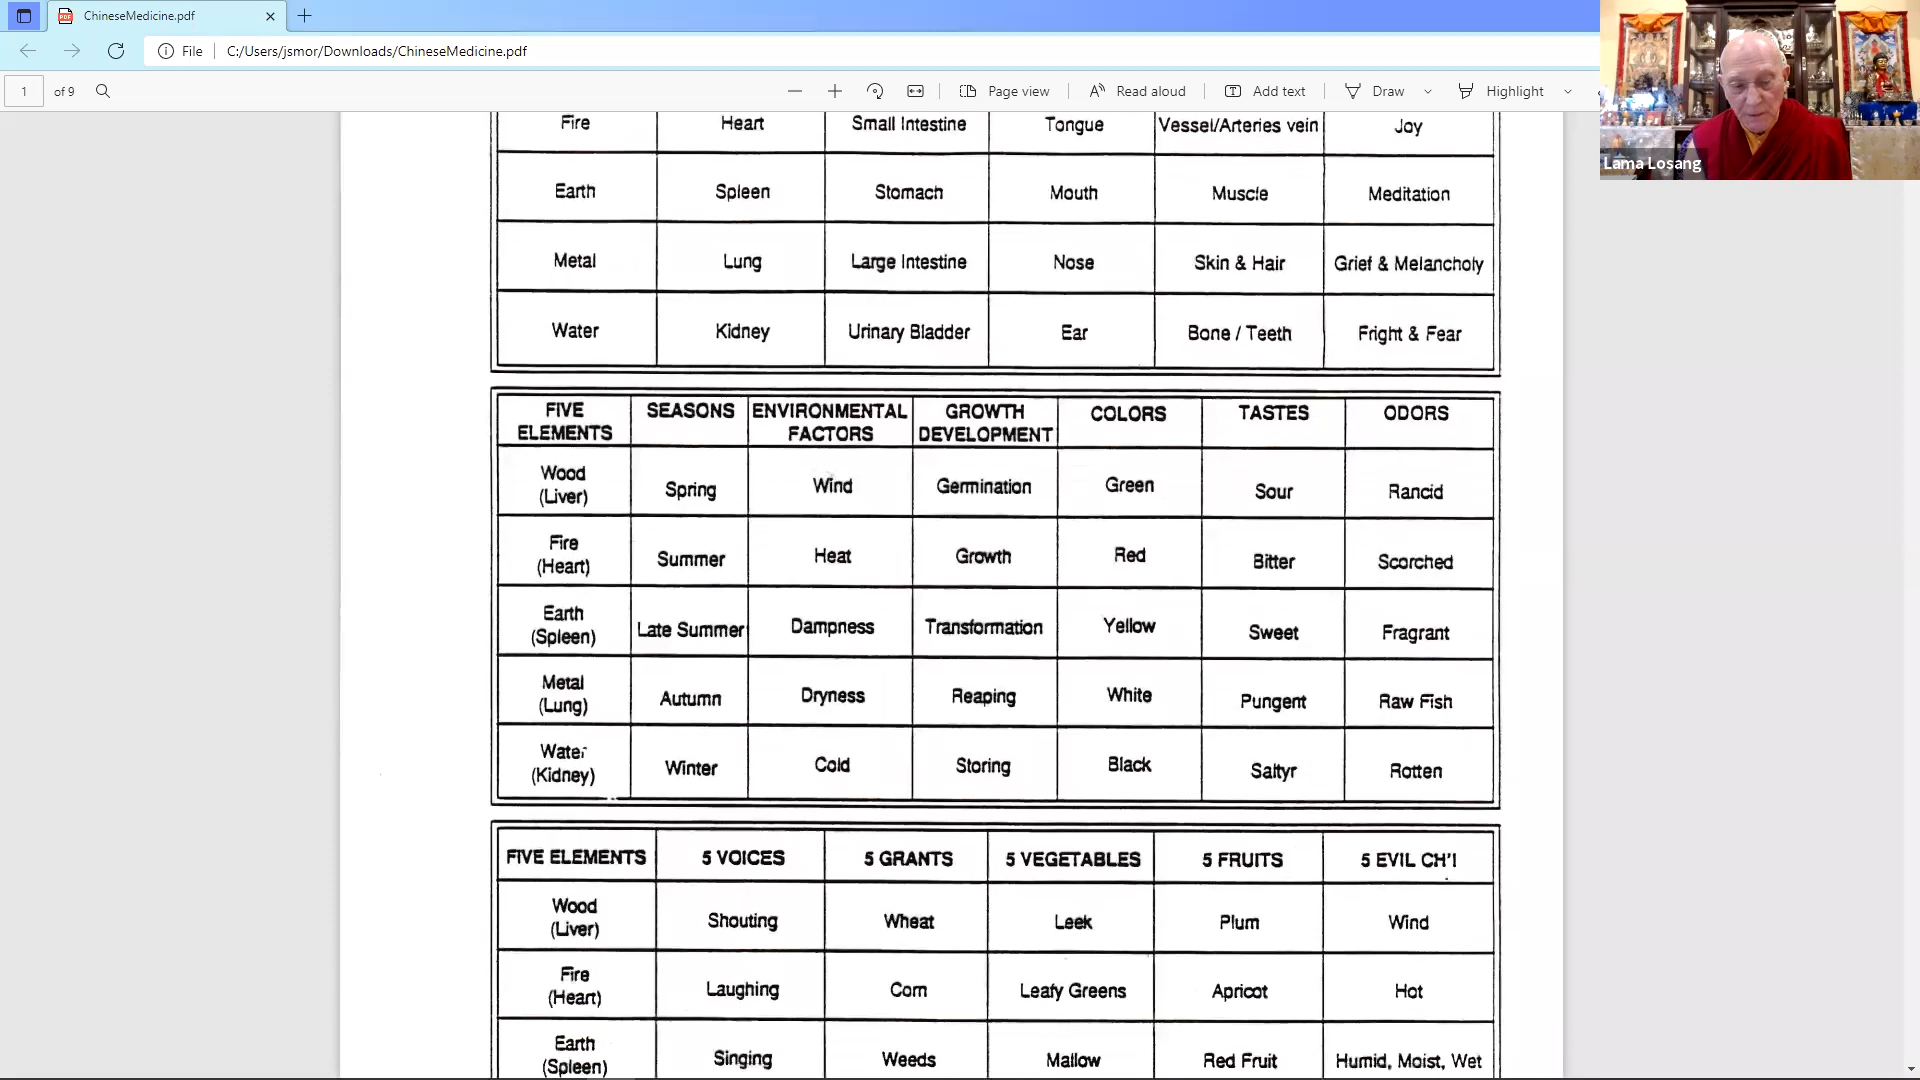 ChineseMedicine.pdf
File C:/Users/jsmor/Downloads/ChineseMedicine.pdf
1 of 9 Page view Read aloud Add text Draw Highlight
Lama Losang
Fire Heart Small Intestine Tongue Vessel/Arteries vein Joy
Earth Spleen Stomach Mouth Muscle Meditation
Metal Lung Large Intestine Nose Skin & Hair Grief & Melancholy
Water Kidney Urinary Bladder Ear Bone / Teeth Fright & Fear
FIVE ELEMENTS SEASONS ENVIRONMENTAL FACTORS GROWTH DEVELOPMENT COLORS TASTES ODORS
Wood (Liver) Spring Wind Germination Green Sour Rancid
Fire (Heart) Summer Heat Growth Red Bitter Scorched
Earth (Spleen) Late Summer Dampness Transformation Yellow Sweet Fragrant
Metal (Lung) Autumn Dryness Reaping White Pungent Raw Fish
Water (Kidney) Winter Cold Storing Black Saltyr Rotten
FIVE ELEMENTS 5 VOICES 5 GRANTS 5 VEGETABLES 5 FRUITS 5 EVIL CH'I
Wood (Liver) Shouting Wheat Leek Plum Wind
Fire (Heart) Laughing Corn Leafy Greens Apricot Hot
Earth (Spleen) Singing Weeds Mallow Red Fruit Humid, Moist, Wet